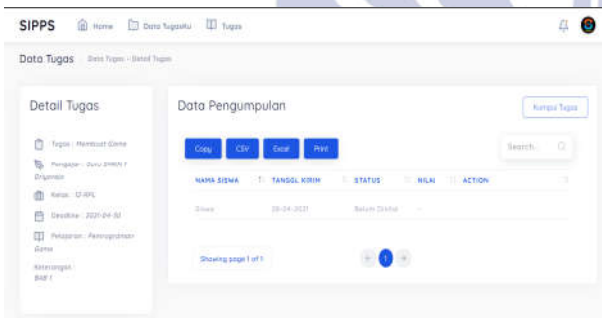 SIPPS Home Data Tugasku Tugas
Data Tugas Data Tugas - Detail Tugas
Detail Tugas
Tugas : Membuat Game
Pengajar : Guru SMKN 1
Kelas : 12-RPL
Deadline : 2021-04-30
Pelajaran : Pemrograman
Game
Keterangan :
BAB 1
Data Pengumpulan
Kumpul Tugas
Copy CSV Excel Print
Search..
NAMA SISWA TANGGL KIRIM STATUS NILAI ACTION
Siswa 28-04-2021 Belum Dinilai
Showing page 1 of 1
1